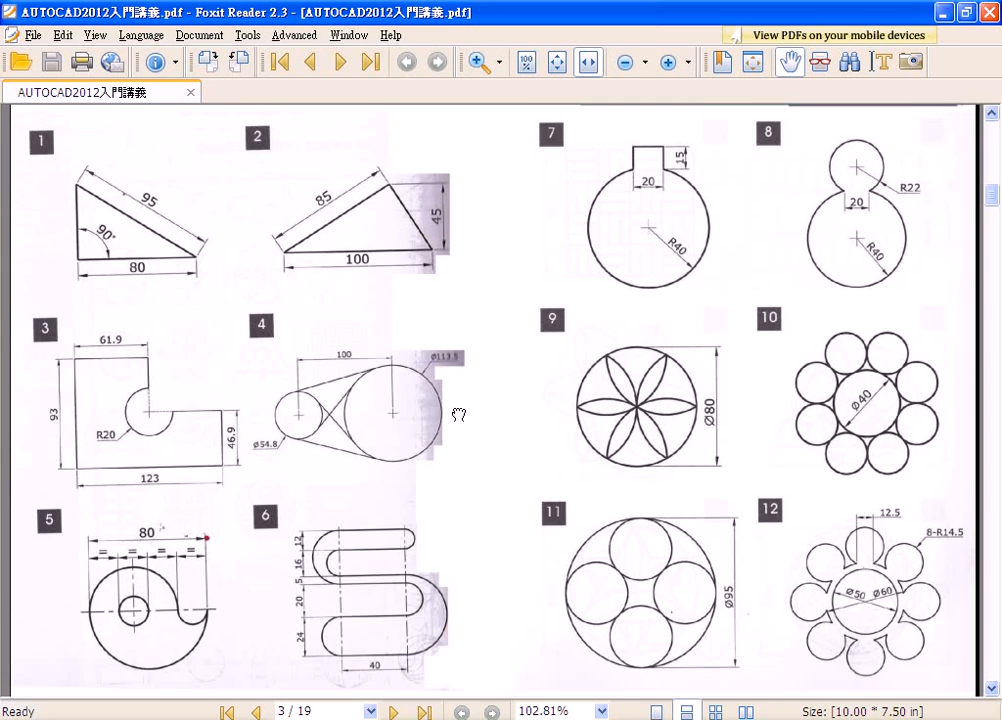 AUTOCAD2012入門講義.pdf - Foxit Reader 2.3 - [AUTOCAD2012入門講義.pdf]
File Edit View Language Document Tools Advanced Window Help
View PDFs on your mobile devices
AUTOCAD2012入門講義
1
95
90°
80
2
85
45
100
7
15
20
R40
8
R22
20
R40
3
61.9
93
R20
46.9
123
4
100
Ø113.5
Ø54.8
9
Ø80
10
Ø40
5
80
= = = =
6
12
16
5
20
24
40
11
Ø95
12
12.5
8-R14.5
Ø50 Ø60
Ready
3 / 19
102.81%
Size: [10.00 * 7.50 in]